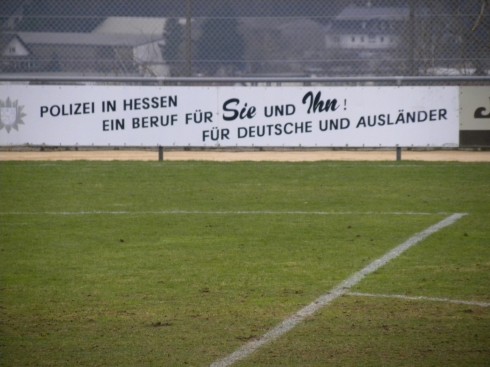 POLIZEI IN HESSEN
EIN BERUF FÜR Sie UND Ihn!
FÜR DEUTSCHE UND AUSLÄNDER